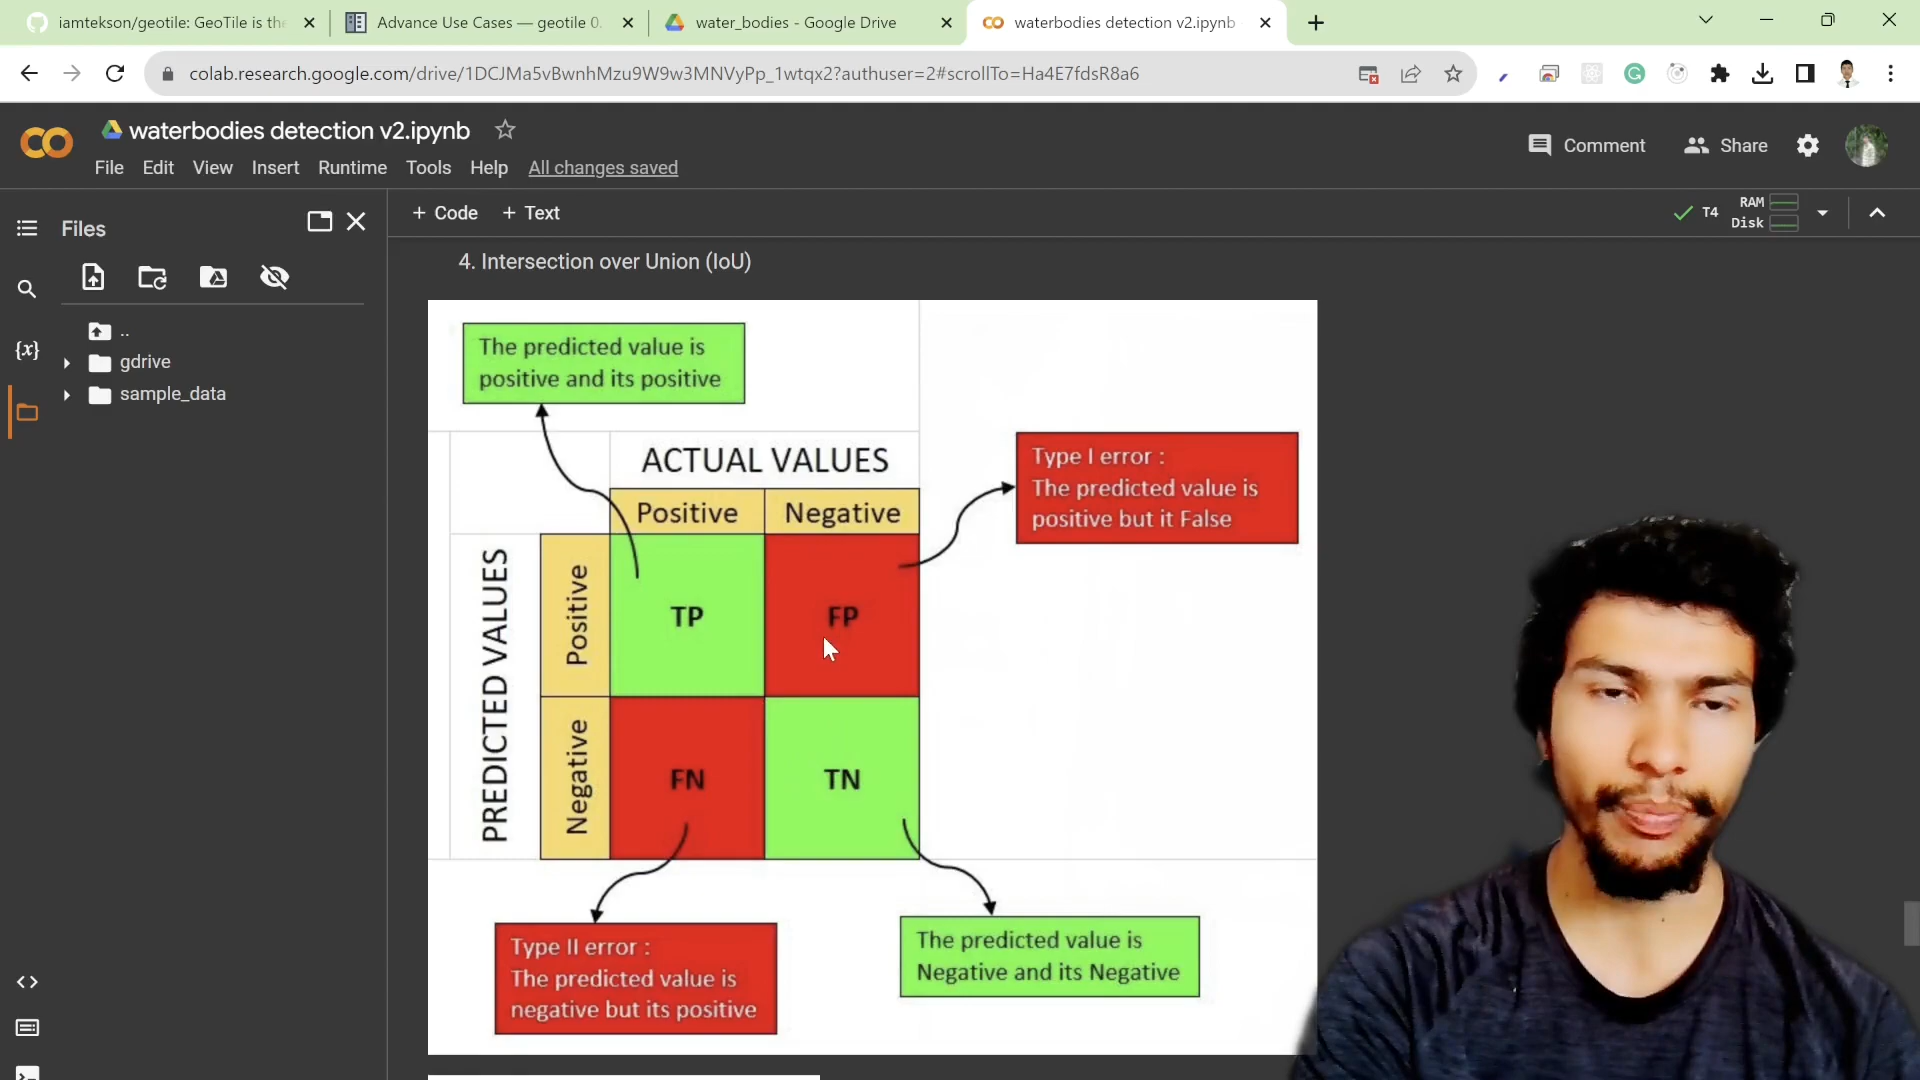 iamtekson/geotile: GeoTile is the
Advance Use Cases — geotile 0.
water_bodies - Google Drive
waterbodies detection v2.ipynb
colab.research.google.com/drive/1DCJMa5vBwnhMzu9W9w3MNVyPp_1wtqx2?authuser=2#scrollTo=Ha4E7fdsR8a6
waterbodies detection v2.ipynb
File Edit View Insert Runtime Tools Help All changes saved
Comment
Share
Files
+ Code + Text
T4
RAM
Disk
..
gdrive
sample_data
{x}
4. Intersection over Union (IoU)
The predicted value is
positive and its positive
ACTUAL VALUES
Positive Negative
Type I error :
The predicted value is
positive but it False
PREDICTED VALUES
Positive
TP FP
Negative
FN TN
Type II error :
The predicted value is
negative but its positive
The predicted value is
Negative and its Negative